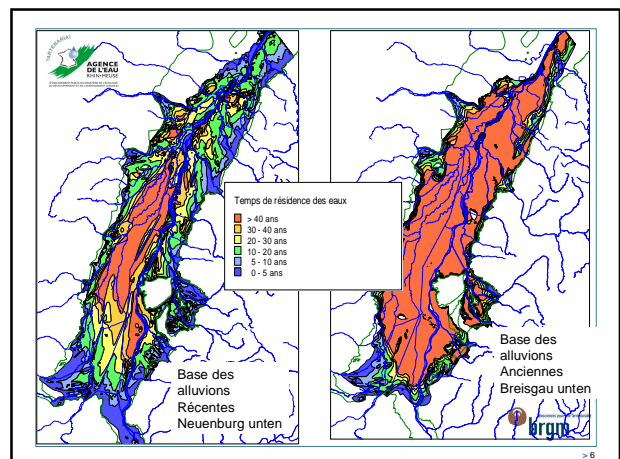 PARTENARIAT
AGENCE
DE L'EAU
RHIN•MEUSE
Temps de résidence des eaux
> 40 ans
30 - 40 ans
20 - 30 ans
10 - 20 ans
5 - 10 ans
0 - 5 ans
Base des
alluvions
Récentes
Neuenburg unten
Base des
alluvions
Anciennes
Breisgau unten
brgm
> 6